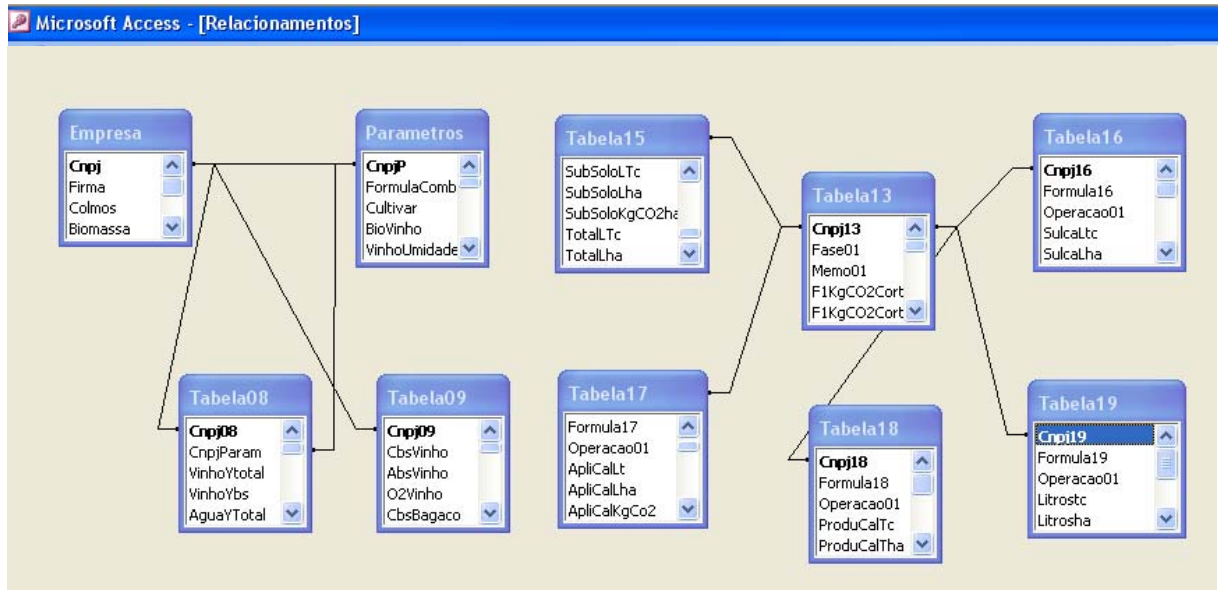 Microsoft Access - [Relacionamentos]
Empresa
Cnpj
Firma
Colmos
Biomassa
Parametros
CnpjP
FormulaComb
Cultivar
BioVinho
VinhoUmidade
Tabela15
SubSoloLTc
SubSoloLha
SubSoloKgCO2ha
TotalLTc
TotalLha
Tabela13
Cnpj13
Fase01
Memo01
F1KgCO2Cort
F1KgCO2Cort
Tabela16
Cnpj16
Formula16
Operacao01
SulcaLtc
SulcaLha
Tabela08
Cnpj08
CnpjParam
VinhoYtotal
VinhoYbs
AguaYTotal
Tabela09
Cnpj09
CbsVinho
AbsVinho
O2Vinho
CbsBagaco
Tabela17
Formula17
Operacao01
ApliCalLt
ApliCalLha
ApliCalKgCo2
Tabela18
Cnpj18
Formula18
Operacao01
ProduCalTc
ProduCalTha
Tabela19
Cnpj19
Formula19
Operacao01
Litrostc
Litrosha